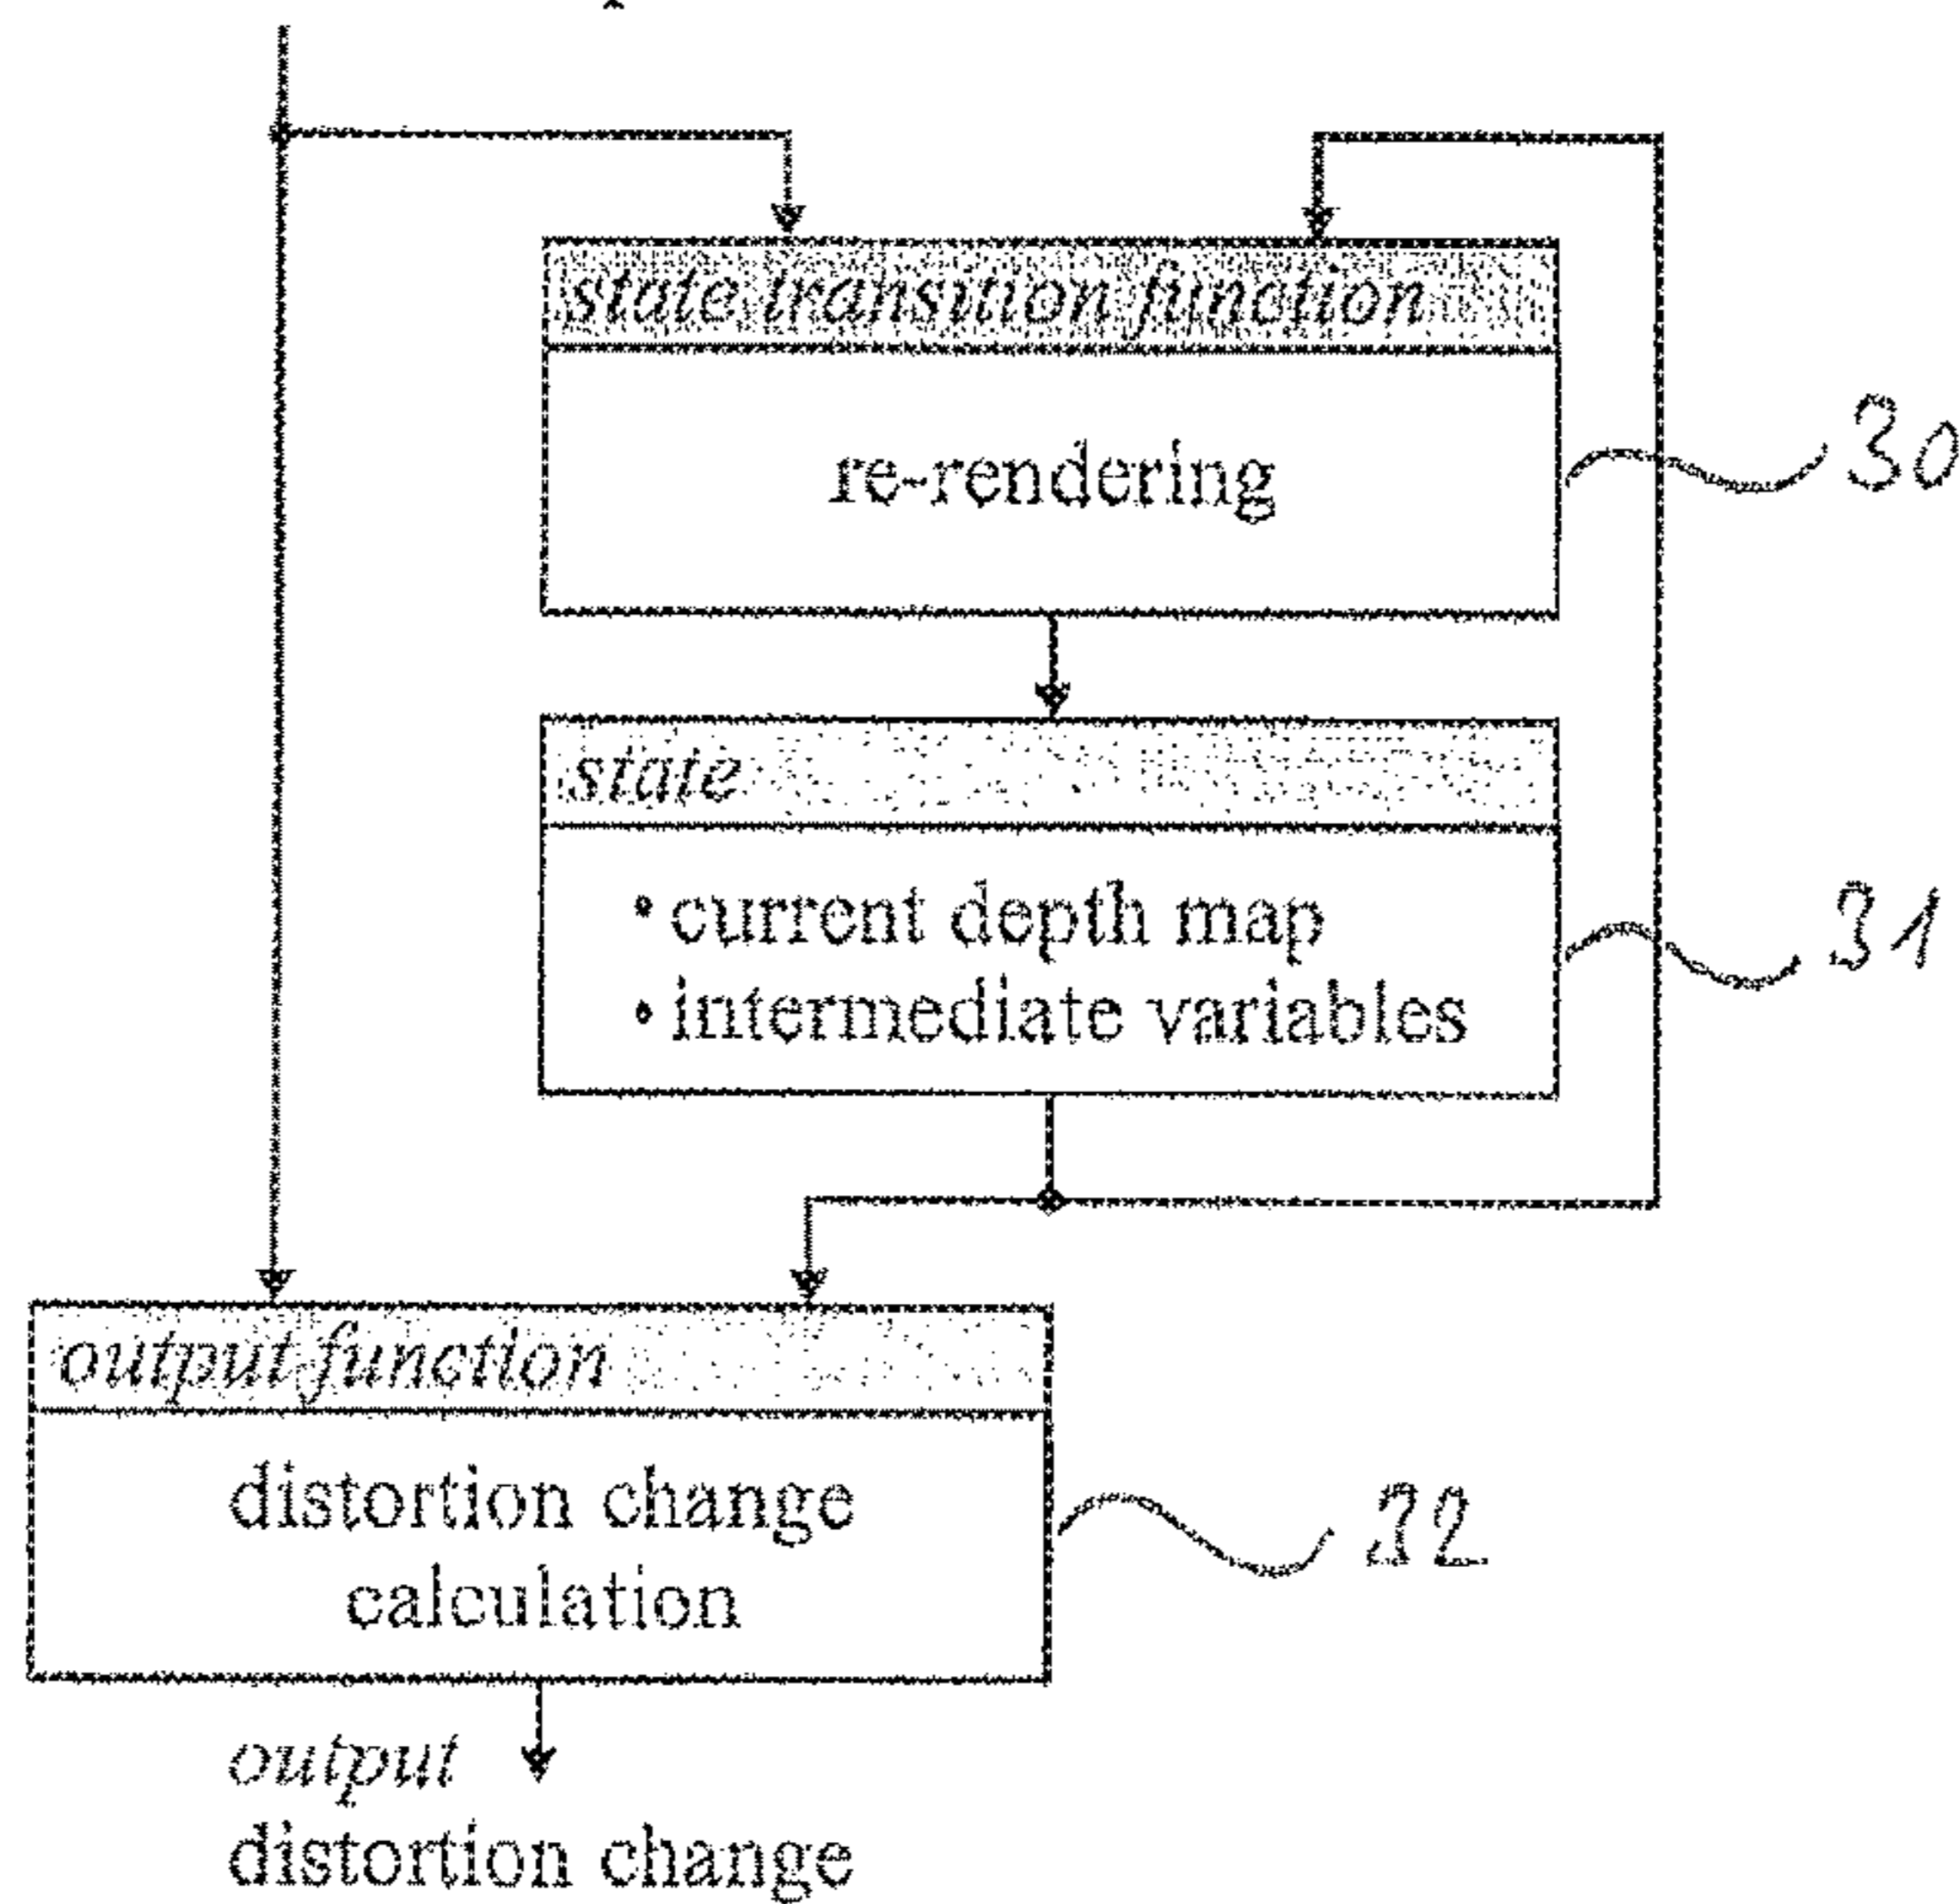 state transition function
re-rendering
30
state
• current depth map
• intermediate variables
31
output function
distortion change
calculation
32
output
distortion change